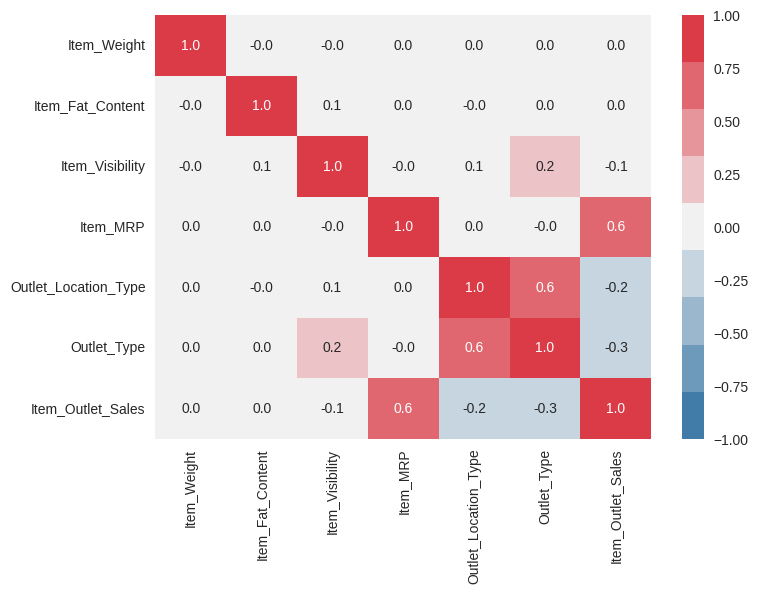 1.00
Item_Weight 1.0 -0.0 -0.0 0.0 0.0 0.0 0.0
0.75
Item_Fat_Content -0.0 1.0 0.1 0.0 -0.0 0.0 0.0
0.50
Item_Visibility -0.0 0.1 1.0 -0.0 0.1 0.2 -0.1
0.25
Item_MRP 0.0 0.0 -0.0 1.0 0.0 -0.0 0.6
0.00
Outlet_Location_Type 0.0 -0.0 0.1 0.0 1.0 0.6 -0.2
−0.25
−0.50
Outlet_Type 0.0 0.0 0.2 -0.0 0.6 1.0 -0.3
−0.75
Item_Outlet_Sales 0.0 0.0 -0.1 0.6 -0.2 -0.3 1.0
−1.00
Item_Weight
Item_Fat_Content
Item_Visibility
Item_MRP
Outlet_Location_Type
Outlet_Type
Item_Outlet_Sales